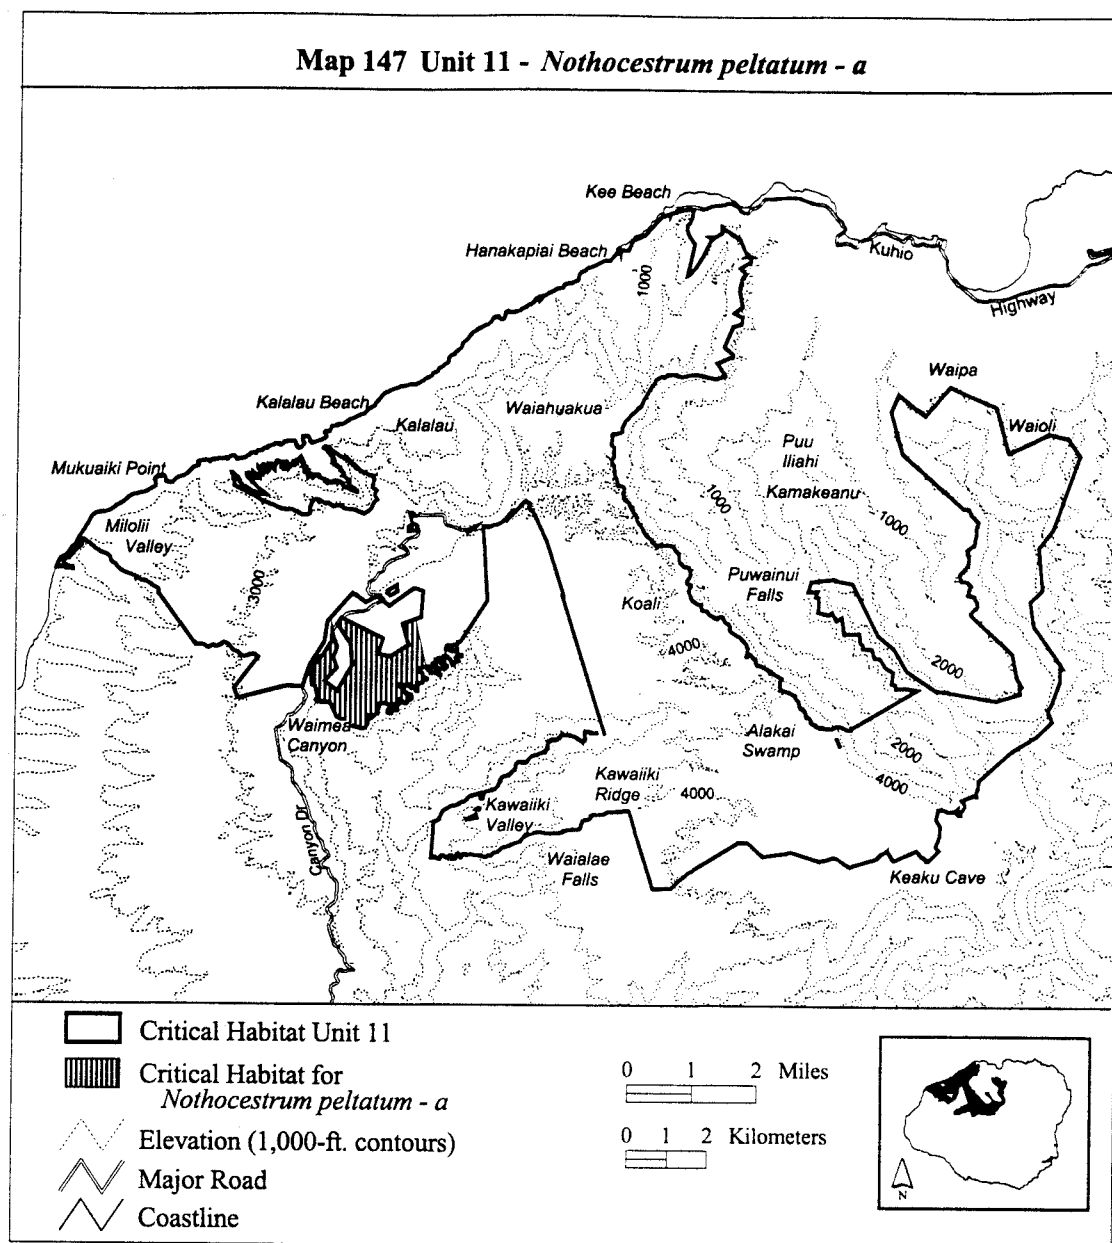 Map 147 Unit 11 - Nothocestrum peltatum - a
Kee Beach
Hanakapiai Beach
Kuhio
Highway
1000
Waipa
Kalalau Beach
Kalalau
Waiahuakua
Waioli
Mukuaiki Point
Puu
Iliahi
Kamakeanu
1000
1000
Milolii
Valley
3000
Puwainui
Falls
Koali
4000
2000
Waimea
Canyon
Alakai
Swamp
2000
4000
Kawaiiki
Ridge
4000
Kawaiiki
Valley
Canyon Dr
Waialae
Falls
Keaku Cave
Critical Habitat Unit 11
Critical Habitat for
Nothocestrum peltatum - a
Elevation (1,000-ft. contours)
Major Road
Coastline
0 1 2 Miles
0 1 2 Kilometers
N